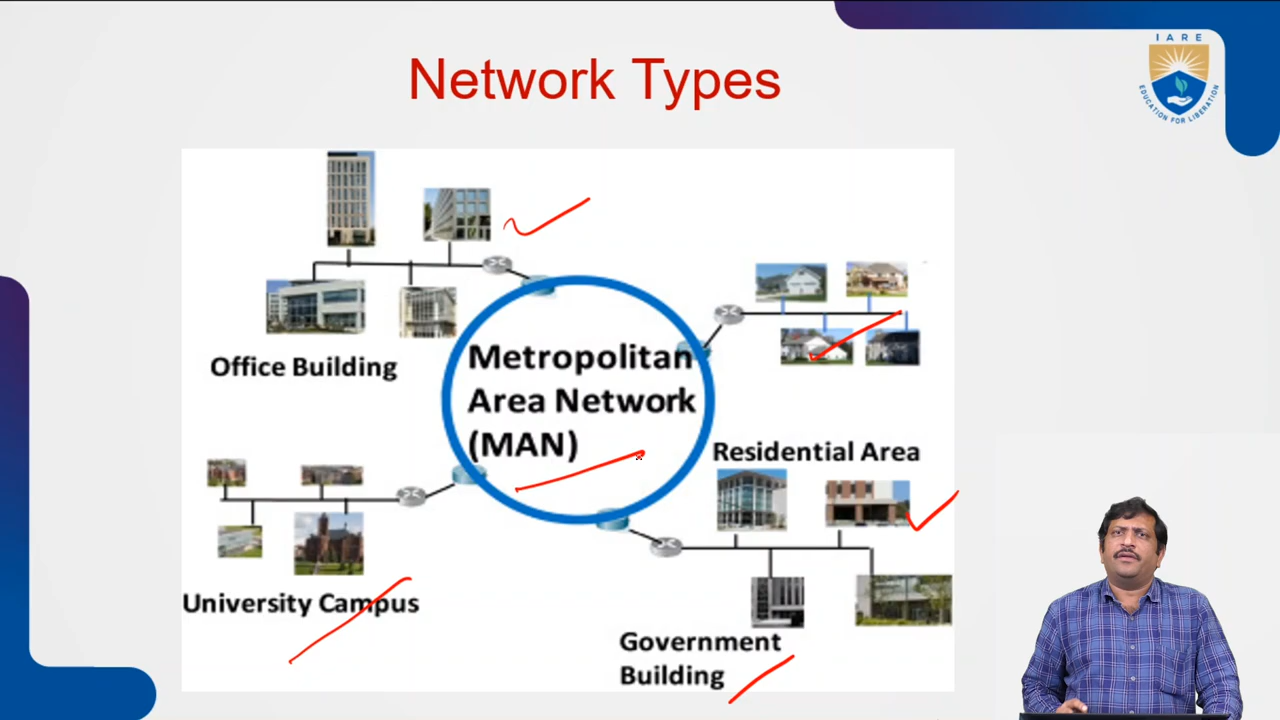 Network Types
IARE
EDUCATION FOR LIBERATION
Office Building
Metropolitan
Area Network
(MAN)
Residential Area
University Campus
Government
Building